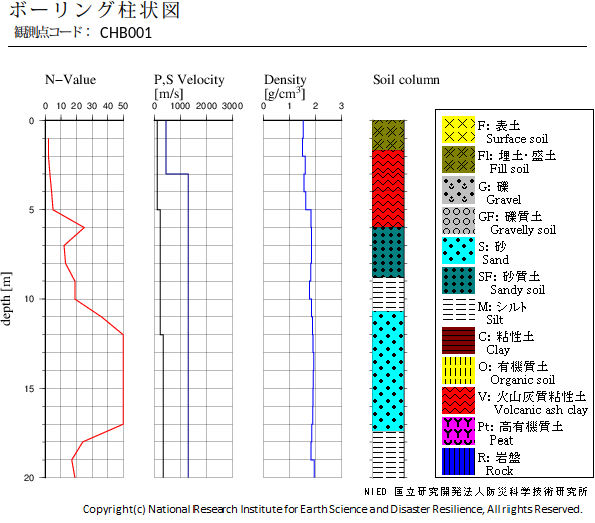 ボーリング柱状図
観測点コード： CHB001
N−Value
P,S Velocity
[m/s]
Density
[g/cm3]
Soil column
0 10 20 30 40 50
0 1000 2000 3000
0 1 2 3
0
5
10
15
20
depth [m]
F: 表土
Surface soil
Fl: 埋土・盛土
Fill soil
G: 礫
Gravel
GF: 礫質土
Gravelly soil
S: 砂
Sand
SF: 砂質土
Sandy soil
M: シルト
Silt
C: 粘性土
Clay
O: 有機質土
Organic soil
V: 火山灰質粘性土
Volcanic ash clay
Pt: 高有機質土
Peat
R: 岩盤
Rock
NIED 国立研究開発法人防災科学技術研究所
Copyright(c) National Research Institute for Earth Science and Disaster Resilience, All rights Reserved.